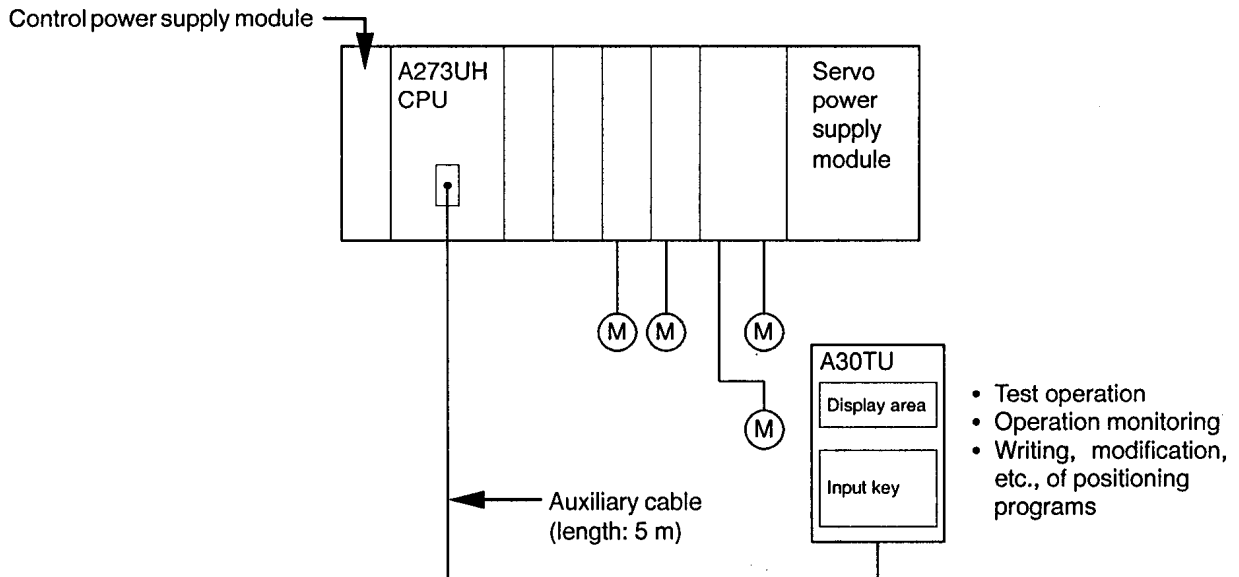 Control power supply module
A273UH
CPU
Servo
power
supply
module
M
M
M
M
A30TU
Display area
Input key
• Test operation
• Operation monitoring
• Writing, modification,
etc., of positioning
programs
Auxiliary cable
(length: 5 m)